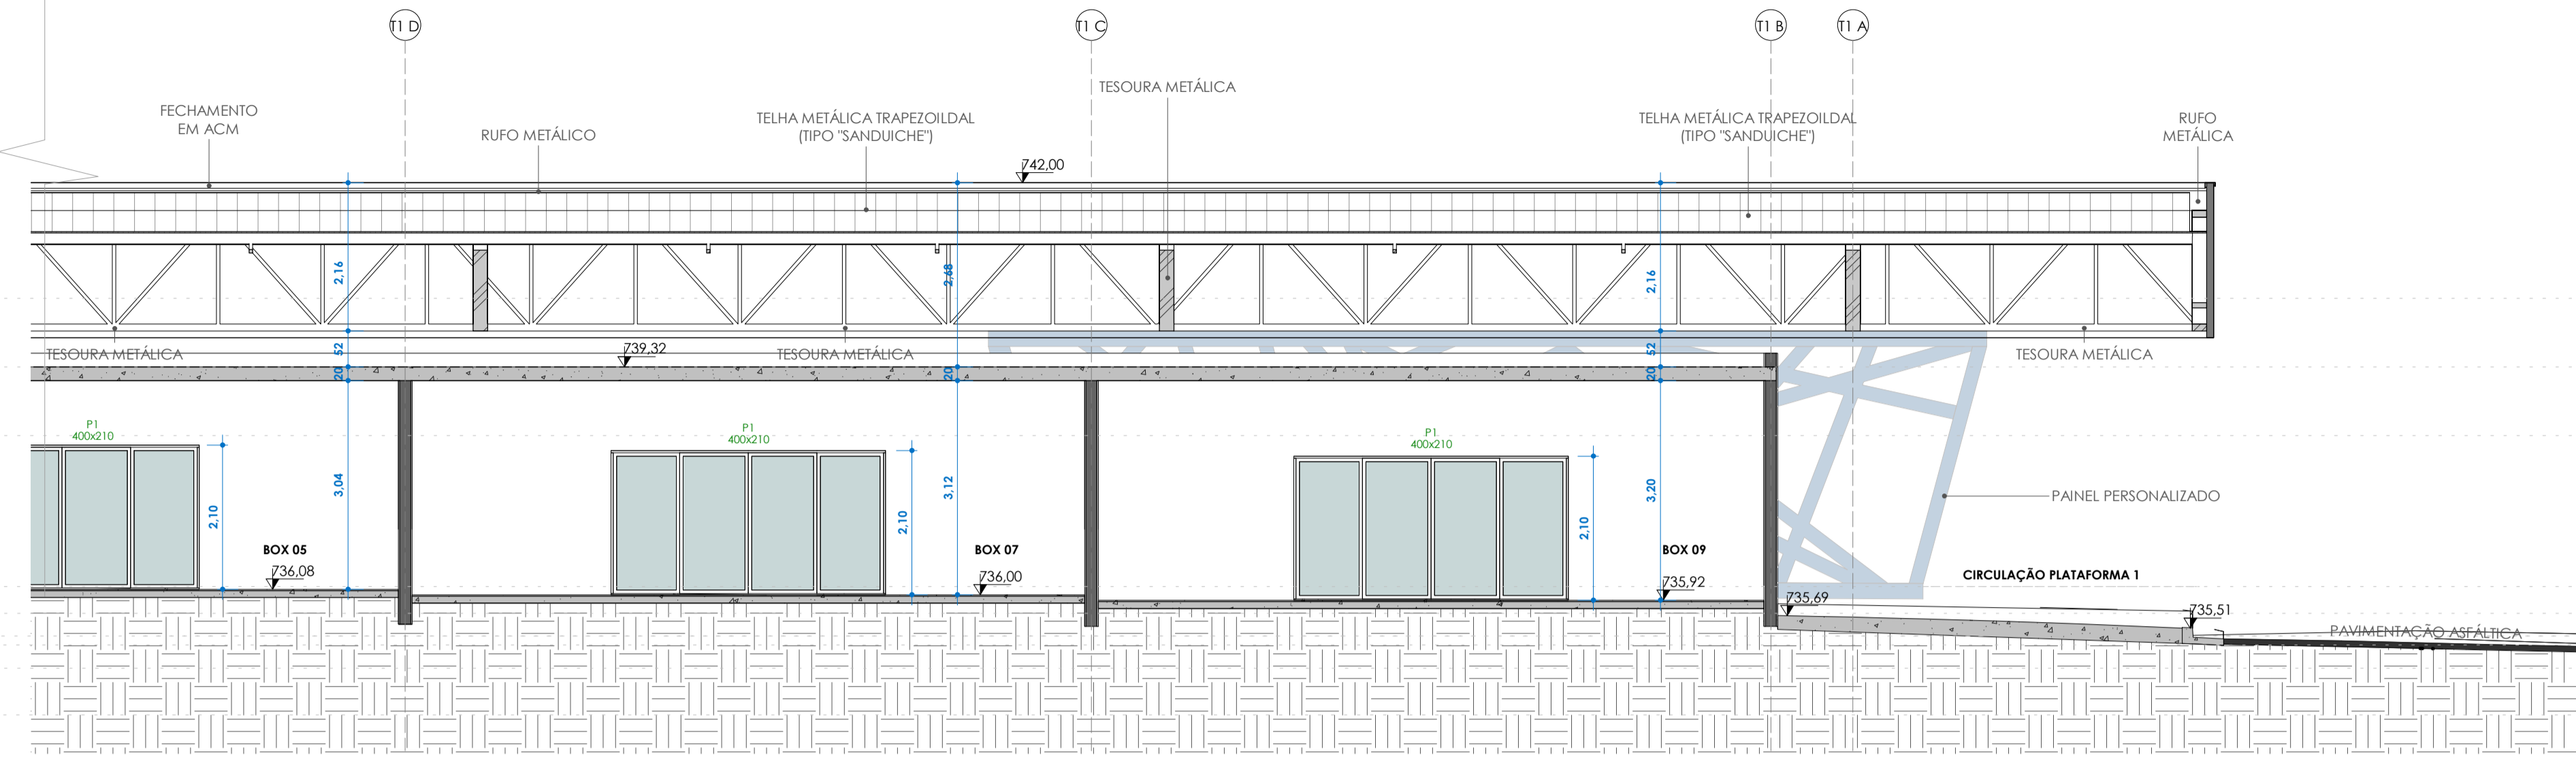 T1 D
T1 C
T1 B
T1 A
TESOURA METÁLICA
FECHAMENTO
EM ACM
RUFO METÁLICO
TELHA METÁLICA TRAPEZOILDAL
(TIPO "SANDUICHE")
TELHA METÁLICA TRAPEZOILDAL
(TIPO "SANDUICHE")
RUFO
METÁLICA
742,00
2,16
2,68
2,16
TESOURA METÁLICA
52
739,32
TESOURA METÁLICA
52
TESOURA METÁLICA
20
20
20
P1
400x210
P1
400x210
P1
400x210
2,10
3,04
2,10
3,12
2,10
3,20
PAINEL PERSONALIZADO
BOX 05
736,08
BOX 07
736,00
BOX 09
735,92
CIRCULAÇÃO PLATAFORMA 1
735,69
735,51
PAVIMENTAÇÃO ASFÁLTICA